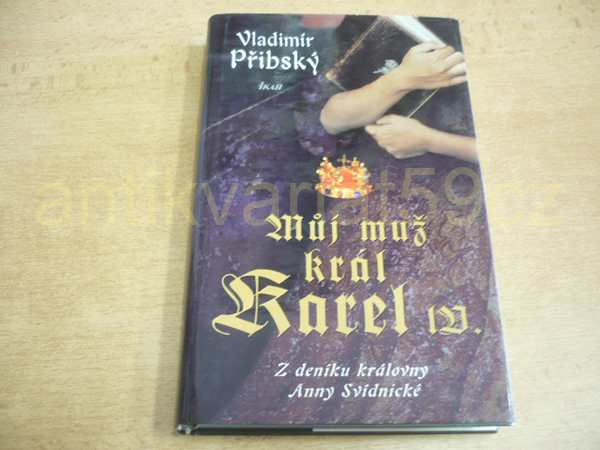 Vladimír
Přibský
IKAR
antikvariat59.cz
Můj muž
král
Karel IV.
Z deníku královny
Anny Svídnické